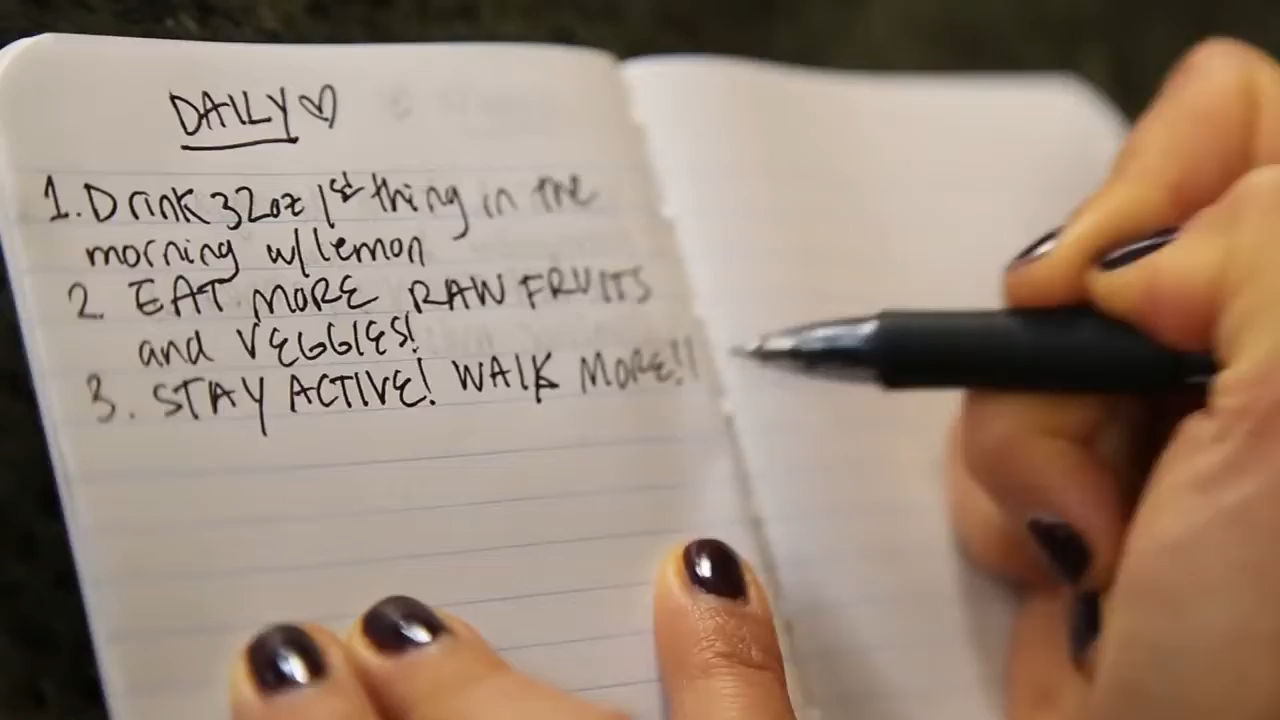 DAILY♡
1. Drink 32oz 1st thing in the
morning w/lemon
2. EAT MORE RAW FRUITS
and VEGGIES!
3. STAY ACTIVE! WALK MORE!!